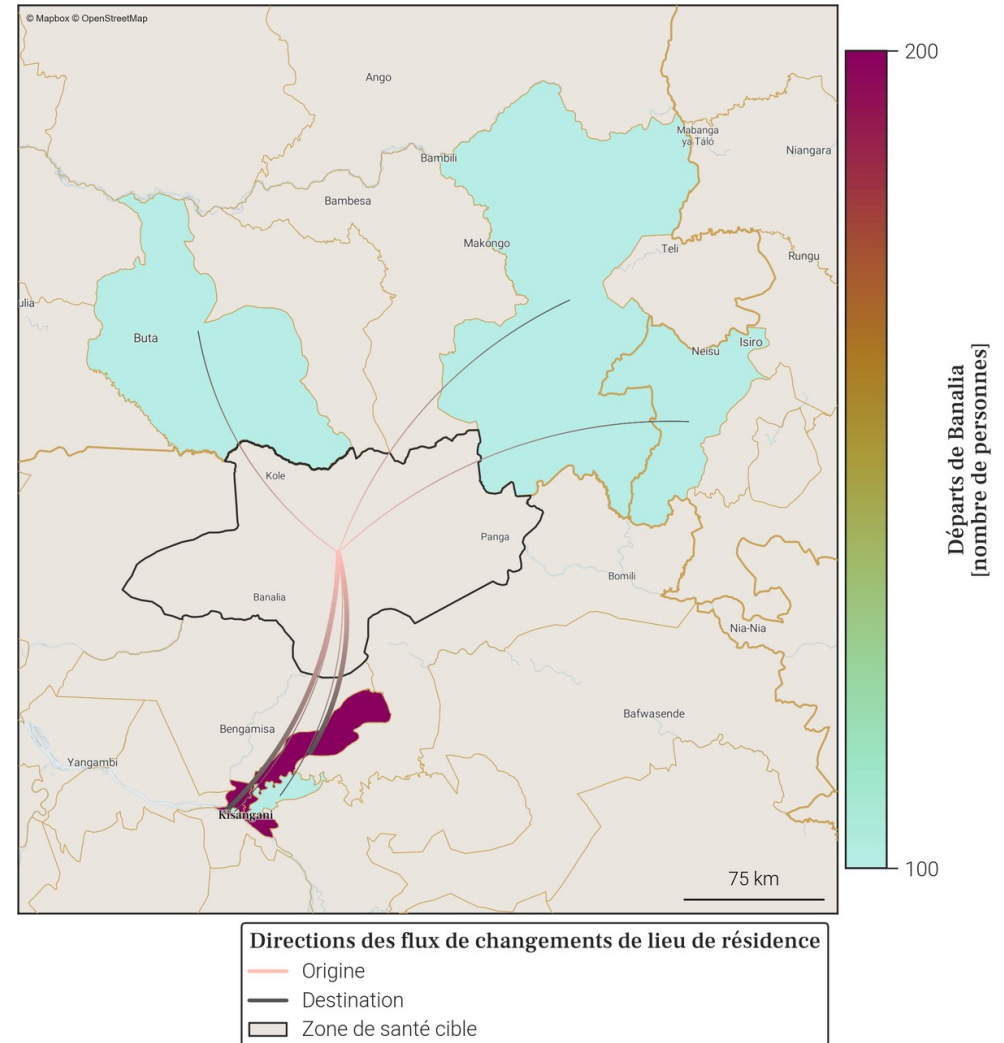 © Mapbox © OpenStreetMap
Ango
Mabanga
ya Talo
Niangara
Bambili
Bambesa
Makongo
Teli
Rungu
ulia
Buta
Isiro
Neisu
Kole
Panga
Bomili
Banalia
Nia-Nia
Bafwasende
Bengamisa
Yangambi
Kisangani
75 km
200
100
Départs de Banalia
[nombre de personnes]
Directions des flux de changements de lieu de résidence
Origine
Destination
Zone de santé cible